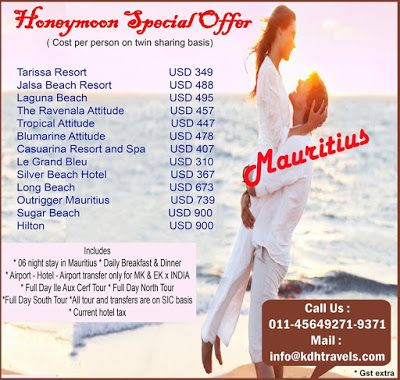 Honeymoon Special Offer
( Cost per person on twin sharing basis)
Tarissa Resort USD 349
Jalsa Beach Resort USD 488
Laguna Beach USD 495
The Ravenala Attitude USD 457
Tropical Attitude USD 447
Blumarine Attitude USD 478
Casuarina Resort and Spa USD 407
Le Grand Bleu USD 310
Silver Beach Hotel USD 367
Long Beach USD 673
Outrigger Mauritius USD 739
Sugar Beach USD 900
Hilton USD 900
Mauritius
Includes
* 06 night stay in Mauritius * Daily Breakfast & Dinner
* Airport - Hotel - Airport transfer only for MK & EK x INDIA
* Full Day Ile Aux Cerf Tour * Full Day North Tour
*Full Day South Tour *All tour and transfers are on SIC basis
* Current hotel tax
Call Us :
011-45649271-9371
Mail :
info@kdhtravels.com
* Gst extra